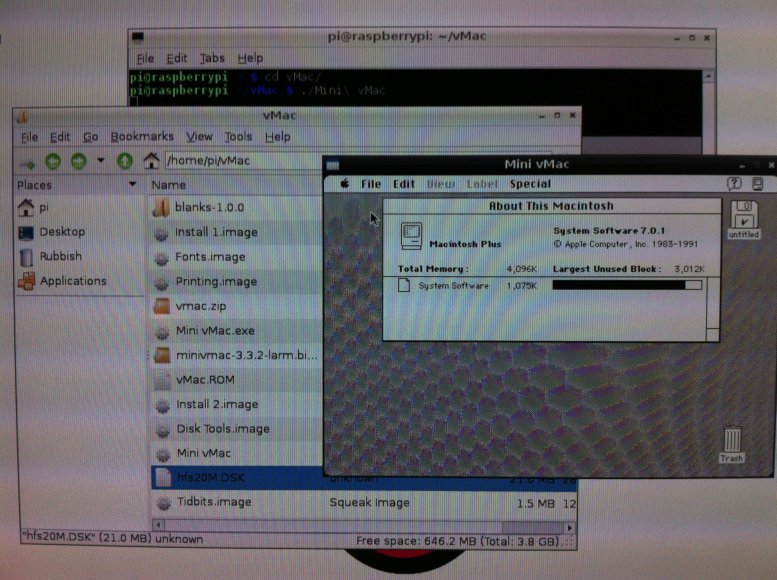 pi@raspberrypi: ~/vMac
File Edit Tabs Help
pi@raspberrypi ~ $ cd vMac/
pi@raspberrypi ~/vMac $ ./Mini\ vMac
vMac
File Edit Go Bookmarks View Tools Help
/home/pi/vMac
Places
pi
Desktop
Rubbish
Applications
Name
blanks-1.0.0
Install 1.image
Fonts.image
Printing.image
vmac.zip
Mini vMac.exe
minivmac-3.3.2-larm.bi...
vMac.ROM
Install 2.image
Disk Tools.image
Mini vMac
hfs20M.DSK unknown 21.0 MB
Tidbits.image Squeak Image 1.5 MB 12
"hfs20M.DSK" (21.0 MB) unknown Free space: 646.2 MB (Total: 3.8 GB)
Mini vMac
File Edit View Label Special
About This Macintosh
Macintosh Plus
System Software 7.0.1
© Apple Computer, Inc. 1983-1991
Total Memory: 4,096K Largest Unused Block: 3,012K
System Software 1,075K
untitled
Trash